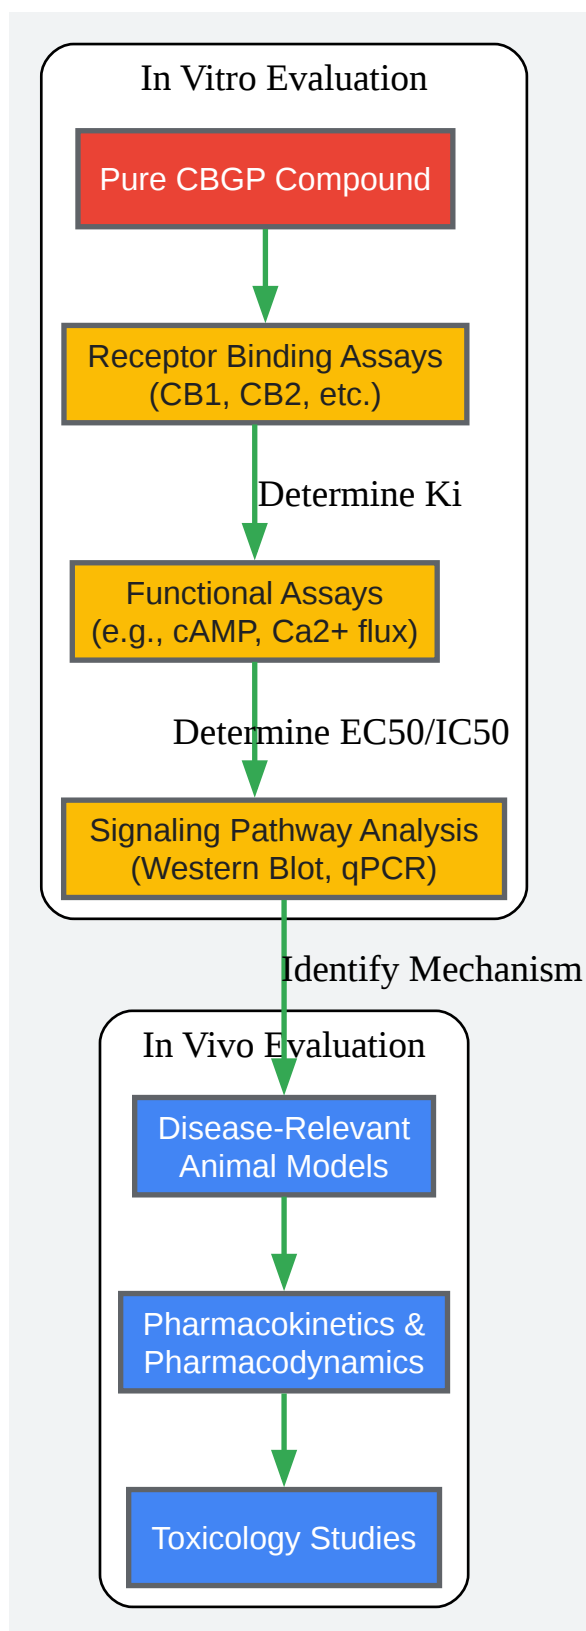 In Vitro Evaluation
Pure CBGP Compound
Receptor Binding Assays
(CB1, CB2, etc.)
Determine Ki
Functional Assays
(e.g., cAMP, Ca2+ flux)
Determine EC50/IC50
Signaling Pathway Analysis
(Western Blot, qPCR)
Identify Mechanism
In Vivo Evaluation
Disease-Relevant
Animal Models
Pharmacokinetics &
Pharmacodynamics
Toxicology Studies